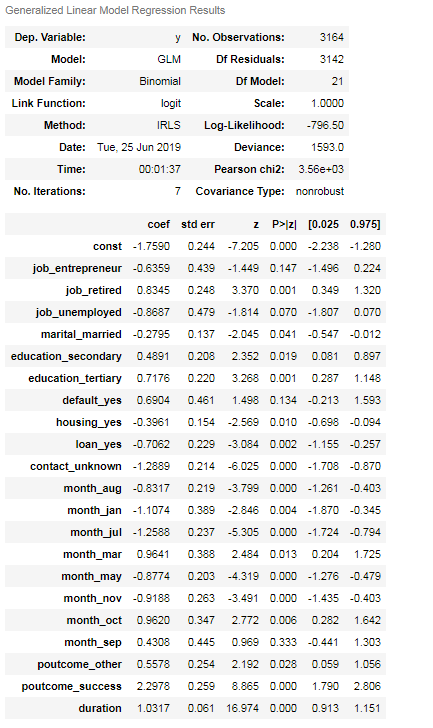 Generalized Linear Model Regression Results
Dep. Variable: y No. Observations: 3164
Model: GLM Df Residuals: 3142
Model Family: Binomial Df Model: 21
Link Function: logit Scale: 1.0000
Method: IRLS Log-Likelihood: -796.50
Date: Tue, 25 Jun 2019 Deviance: 1593.0
Time: 00:01:37 Pearson chi2: 3.56e+03
No. Iterations: 7 Covariance Type: nonrobust
coef std err z P>|z| [0.025 0.975]
const -1.7590 0.244 -7.205 0.000 -2.238 -1.280
job_entrepreneur -0.6359 0.439 -1.449 0.147 -1.496 0.224
job_retired 0.8345 0.248 3.370 0.001 0.349 1.320
job_unemployed -0.8687 0.479 -1.814 0.070 -1.807 0.070
marital_married -0.2795 0.137 -2.045 0.041 -0.547 -0.012
education_secondary 0.4891 0.208 2.352 0.019 0.081 0.897
education_tertiary 0.7176 0.220 3.268 0.001 0.287 1.148
default_yes 0.6904 0.461 1.498 0.134 -0.213 1.593
housing_yes -0.3961 0.154 -2.569 0.010 -0.698 -0.094
loan_yes -0.7062 0.229 -3.084 0.002 -1.155 -0.257
contact_unknown -1.2889 0.214 -6.025 0.000 -1.708 -0.870
month_aug -0.8317 0.219 -3.799 0.000 -1.261 -0.403
month_jan -1.1074 0.389 -2.846 0.004 -1.870 -0.345
month_jul -1.2588 0.237 -5.305 0.000 -1.724 -0.794
month_mar 0.9641 0.388 2.484 0.013 0.204 1.725
month_may -0.8774 0.203 -4.319 0.000 -1.276 -0.479
month_nov -0.9188 0.263 -3.491 0.000 -1.435 -0.403
month_oct 0.9620 0.347 2.772 0.006 0.282 1.642
month_sep 0.4308 0.445 0.969 0.333 -0.441 1.303
poutcome_other 0.5578 0.254 2.192 0.028 0.059 1.056
poutcome_success 2.2978 0.259 8.865 0.000 1.790 2.806
duration 1.0317 0.061 16.974 0.000 0.913 1.151